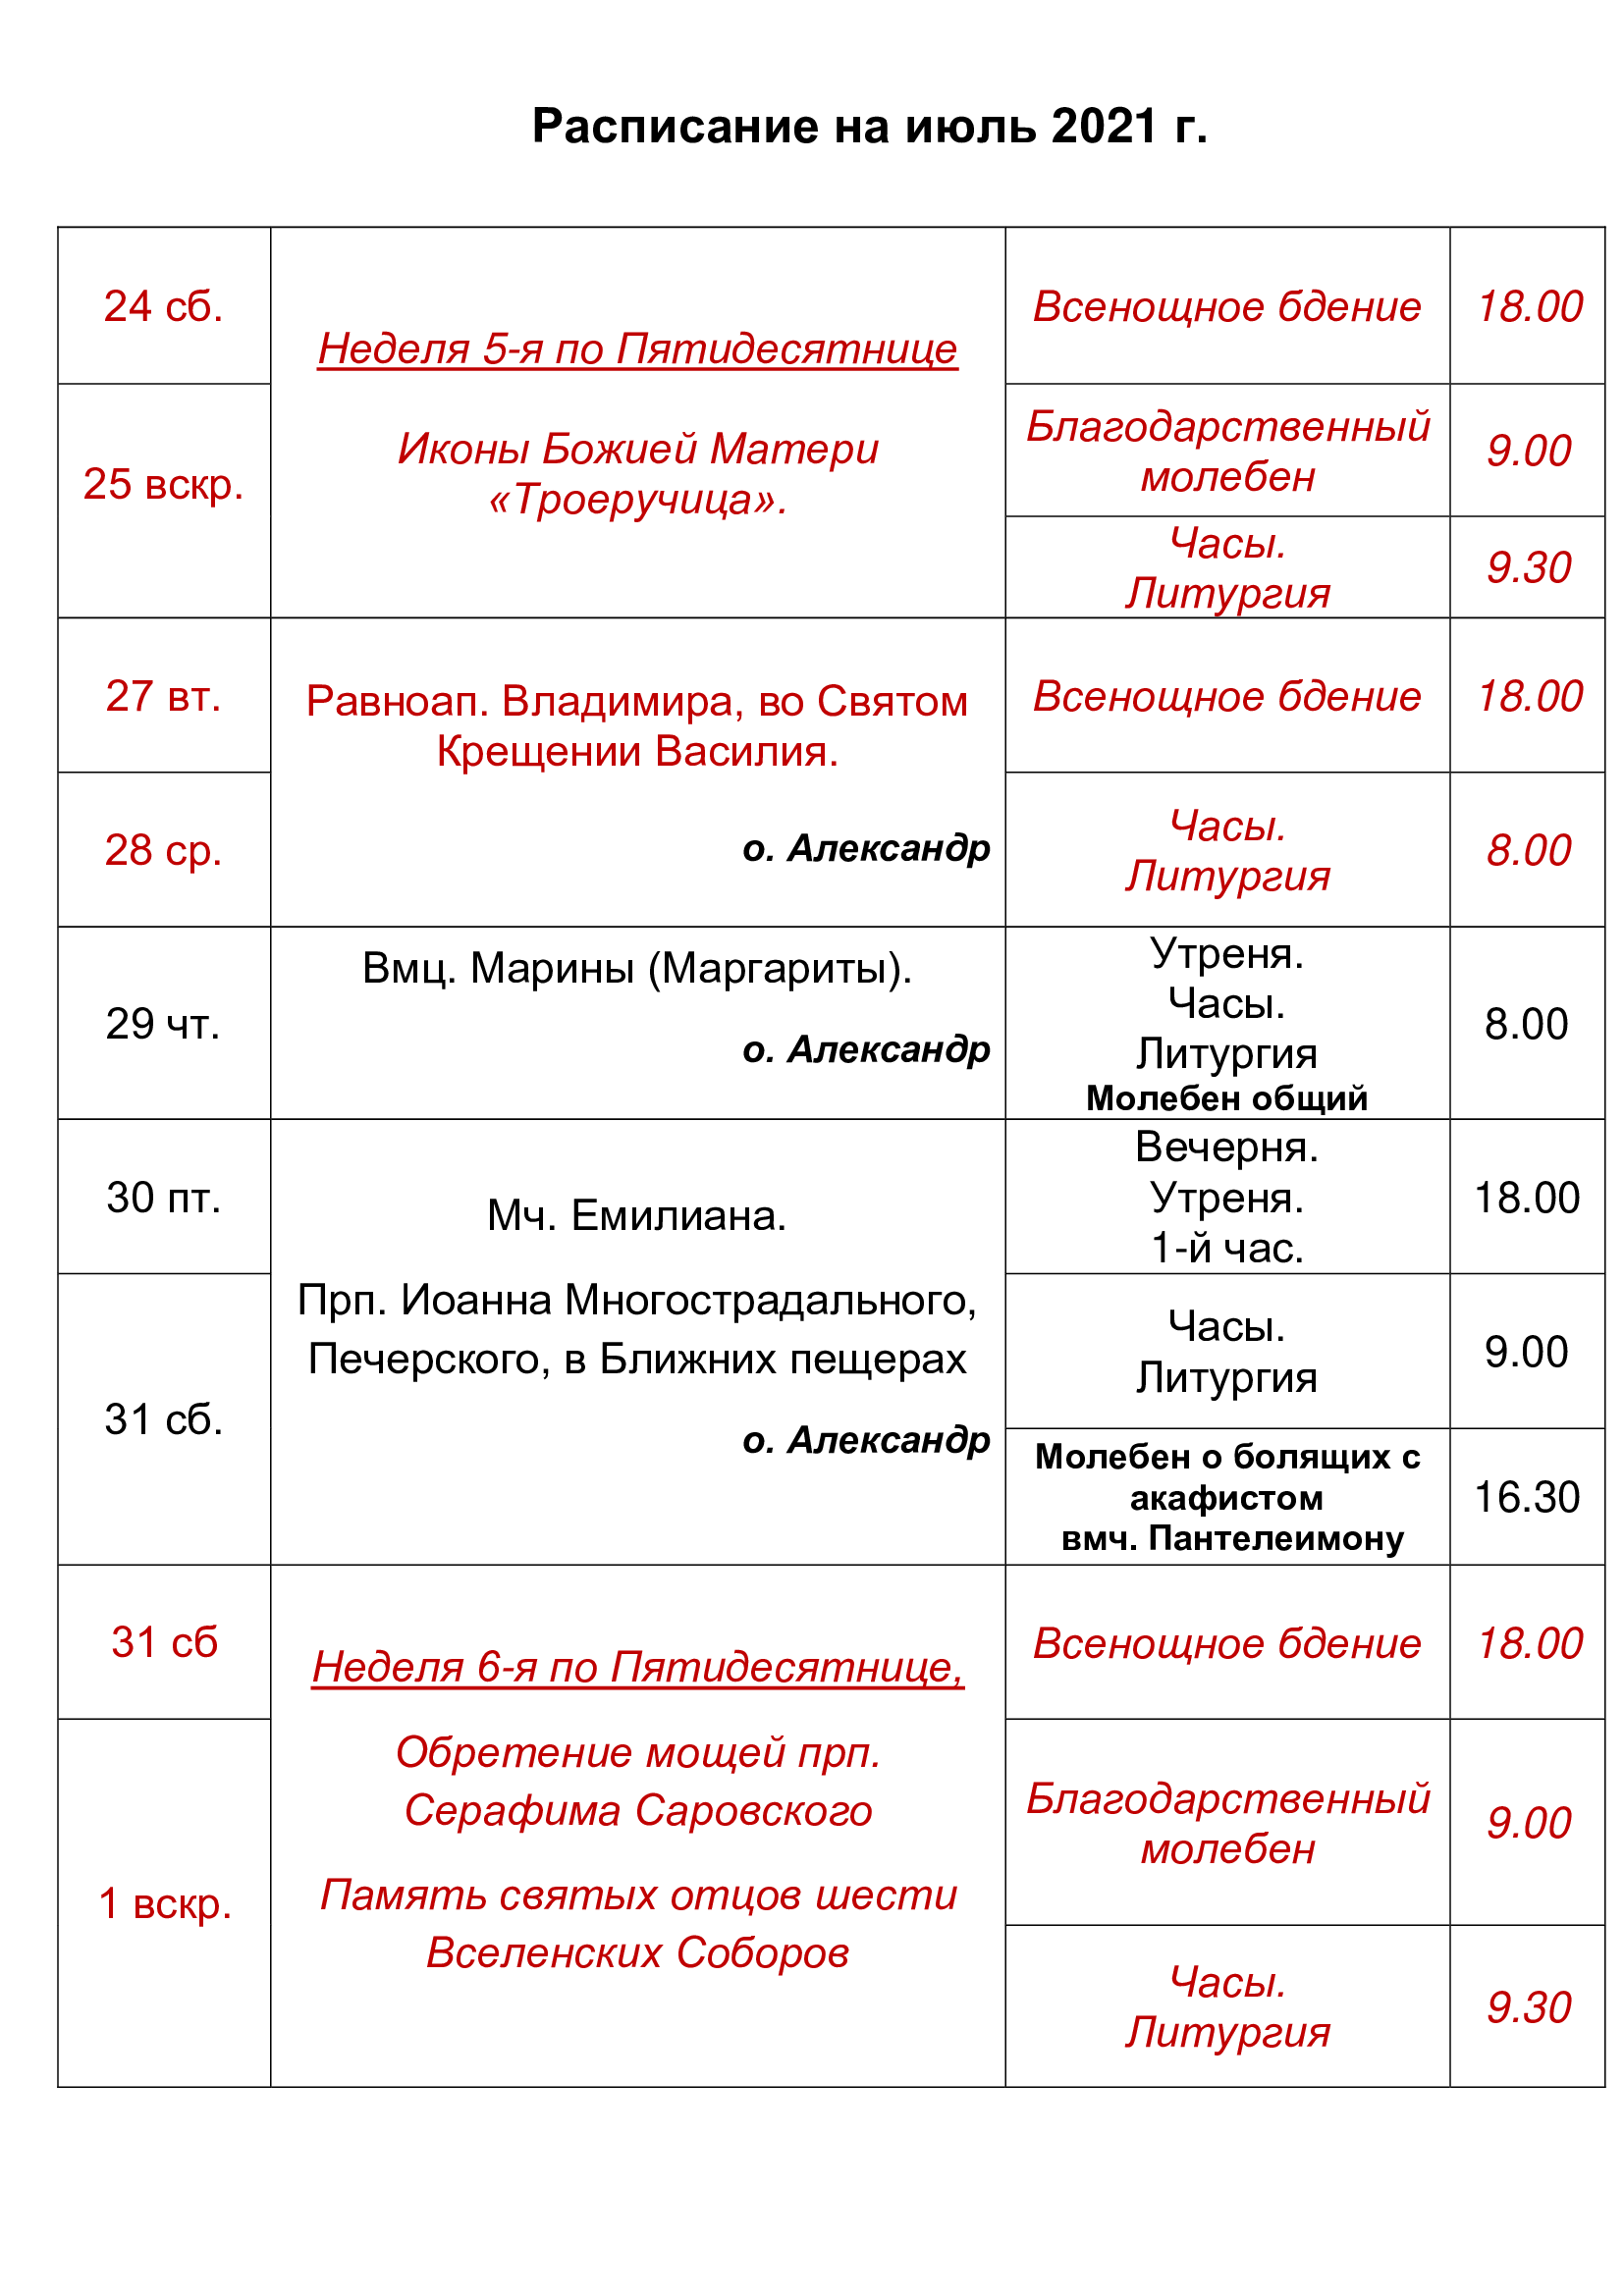 Расписание на июль 2021 г.
24 сб.
Неделя 5-я по Пятидесятнице
Иконы Божией Матери
«Троеручица».
Всенощное бдение
18.00
25 вскр.
Благодарственный
молебен
9.00
Часы.
Литургия
9.30
27 вт.
Равноап. Владимира, во Святом
Крещении Василия.
о. Александр
Всенощное бдение
18.00
28 ср.
Часы.
Литургия
8.00
29 чт.
Вмц. Марины (Маргариты).
о. Александр
Утреня.
Часы.
Литургия
Молебен общий
8.00
30 пт.
Мч. Емилиана.
Прп. Иоанна Многострадального,
Печерского, в Ближних пещерах
о. Александр
Вечерня.
Утреня.
1-й час.
18.00
31 сб.
Часы.
Литургия
9.00
Молебен о болящих с
акафистом
вмч. Пантелеимону
16.30
31 сб
Неделя 6-я по Пятидесятнице,
Обретение мощей прп.
Серафима Саровского
Память святых отцов шести
Вселенских Соборов
Всенощное бдение
18.00
1 вскр.
Благодарственный
молебен
9.00
Часы.
Литургия
9.30